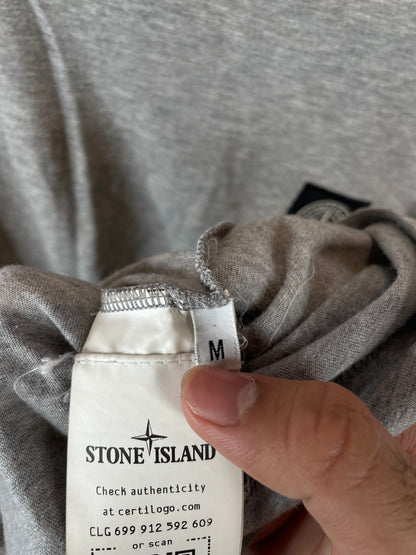 M
STONE ISLAND
Check authenticity
at certilogo.com
CLG 699 912 592 609
or scan